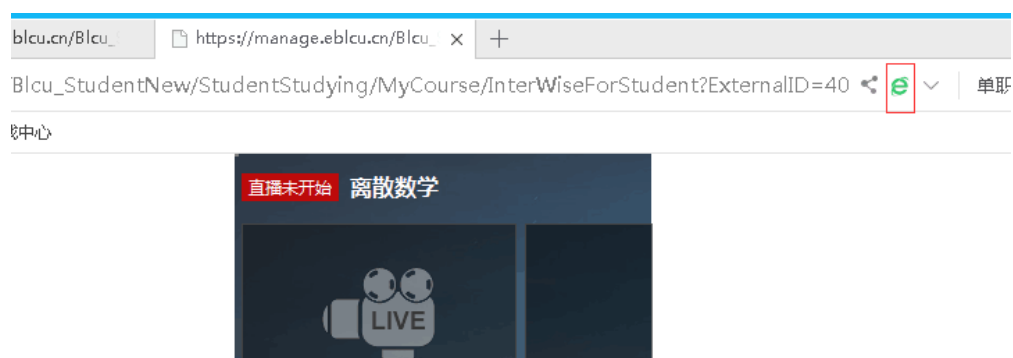 blcu.cn/Blcu_ https://manage.eblcu.cn/Blcu_
/Blcu_StudentNew/StudentStudying/MyCourse/InterWiseForStudent?ExternalID=40 单职
中心
直播未开始 离散数学
LIVE